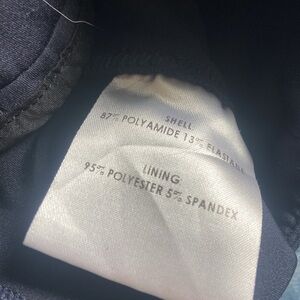 SHELL
87% POLYAMIDE 13% ELASTANE
LINING
95% POLYESTER 5% SPANDEX